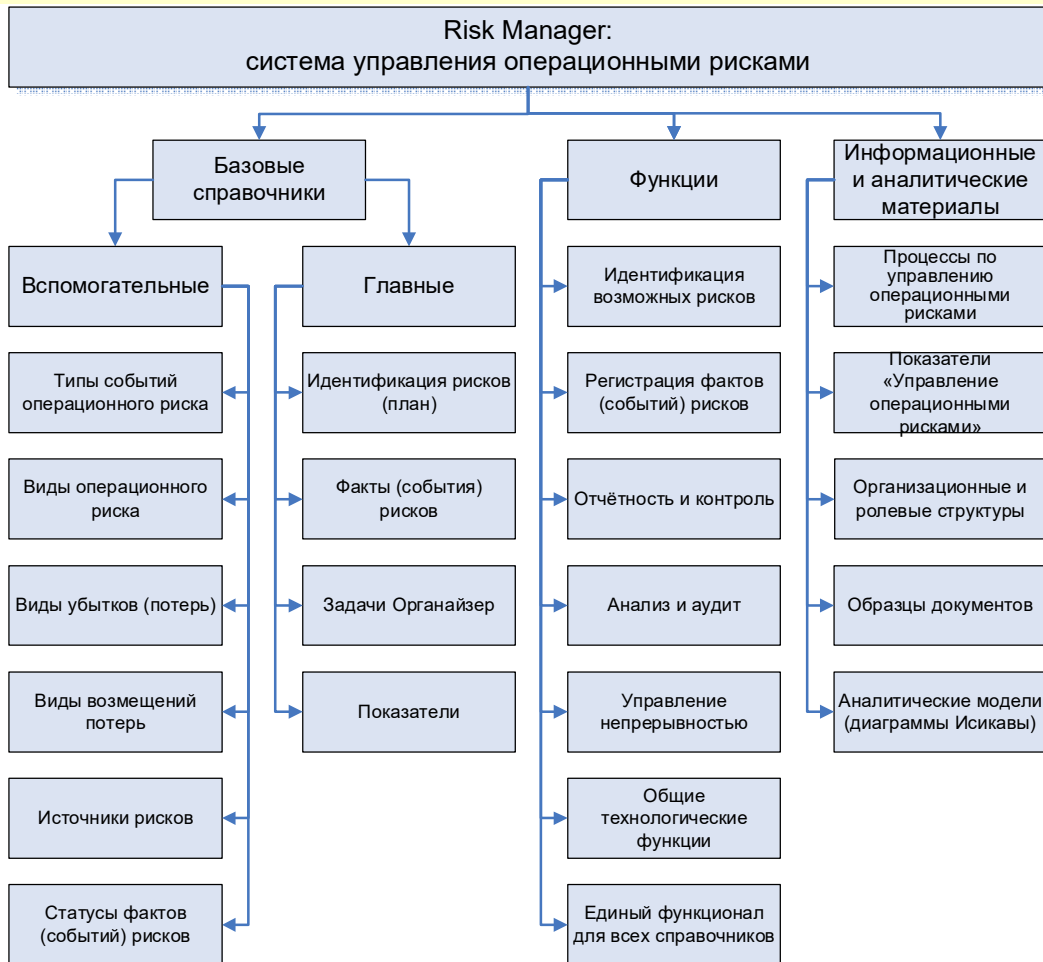 Risk Manager:
система управления операционными рисками
Базовые
справочники
Функции
Информационные
и аналитические
материалы
Вспомогательные
Главные
Идентификация
возможных рисков
Процессы по
управлению
операционными
рисками
Типы событий
операционного риска
Идентификация рисков
(план)
Регистрация фактов
(событий) рисков
Показатели
«Управление
операционными
рисками»
Виды операционного
риска
Факты (события)
рисков
Отчётность и контроль
Организационные и
ролевые структуры
Виды убытков (потерь)
Задачи Органайзер
Анализ и аудит
Образцы документов
Виды возмещений
потерь
Показатели
Управление
непрерывностью
Аналитические модели
(диаграммы Исикавы)
Источники рисков
Общие
технологические
функции
Статусы фактов
(событий) рисков
Единый функционал
для всех справочников